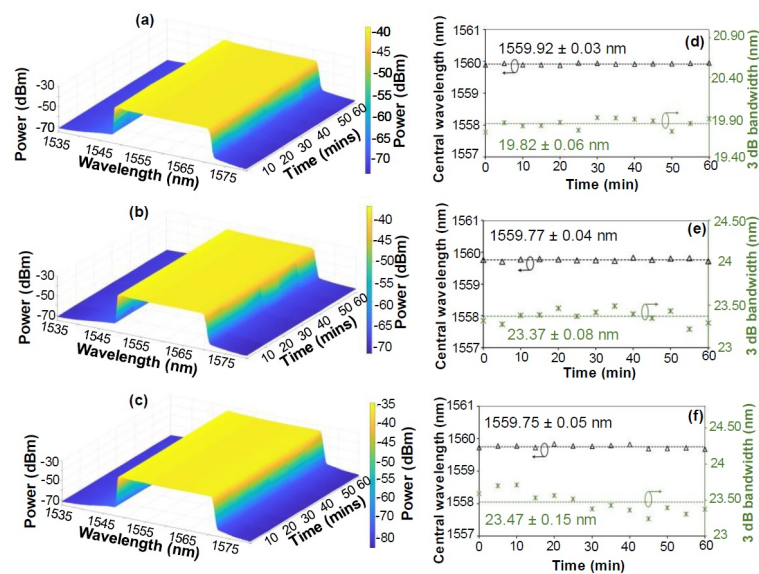 (a)
Power (dBm)
-30
-50
-70
1535
1545
1555
1565
1575
Wavelength (nm)
10 20 30 40 50 60
Time (mins)
-40
-45
-50
-55
-60
-65
-70
Power (dBm)
(d)
Central wavelength (nm)
1561
1560
1559
1558
1557
1559.92 ± 0.03 nm
19.82 ± 0.06 nm
0 10 20 30 40 50 60
Time (min)
20.90
20.40
19.90
19.40
3 dB bandwidth (nm)
(b)
Power (dBm)
-30
-50
-70
1535
1545
1555
1565
1575
Wavelength (nm)
10 20 30 40 50 60
Time (mins)
-40
-45
-50
-55
-60
-65
-70
Power (dBm)
(e)
Central wavelength (nm)
1561
1560
1559
1558
1557
1559.77 ± 0.04 nm
23.37 ± 0.08 nm
0 10 20 30 40 50 60
Time (min)
24.50
24
23.50
23
3 dB bandwidth (nm)
(c)
Power (dBm)
-30
-50
-70
1535
1545
1555
1565
1575
Wavelength (nm)
10 20 30 40 50 60
Time (mins)
-35
-40
-45
-50
-55
-60
-65
-70
-75
-80
Power (dBm)
(f)
Central wavelength (nm)
1561
1560
1559
1558
1557
1559.75 ± 0.05 nm
23.47 ± 0.15 nm
0 10 20 30 40 50 60
Time (min)
24.50
24
23.50
23
3 dB bandwidth (nm)